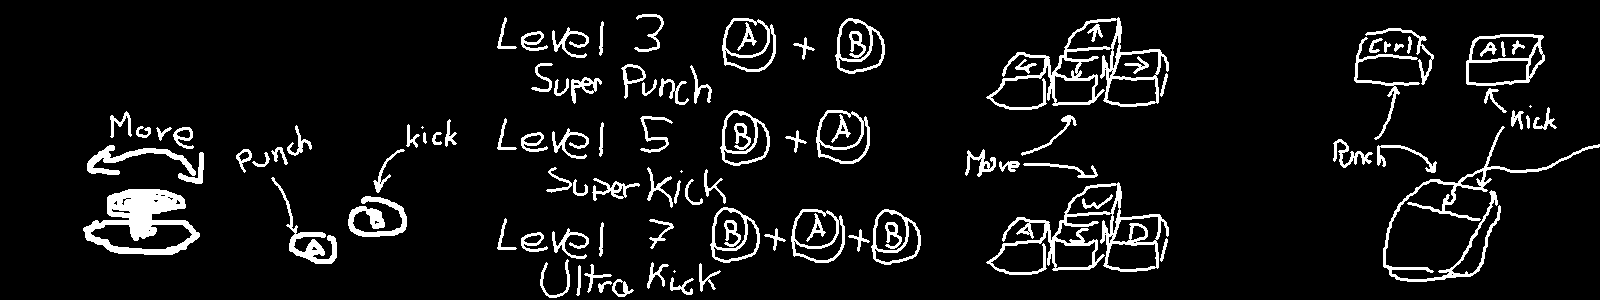 Move
Punch
kick
A
B
Level 3 A + B
Super Punch
Level 5 B + A
Super Kick
Level 7 B + A + B
Ultra Kick
↑
← ↓ →
Move
W
A S D
Ctrl Alt
Punch
Kick